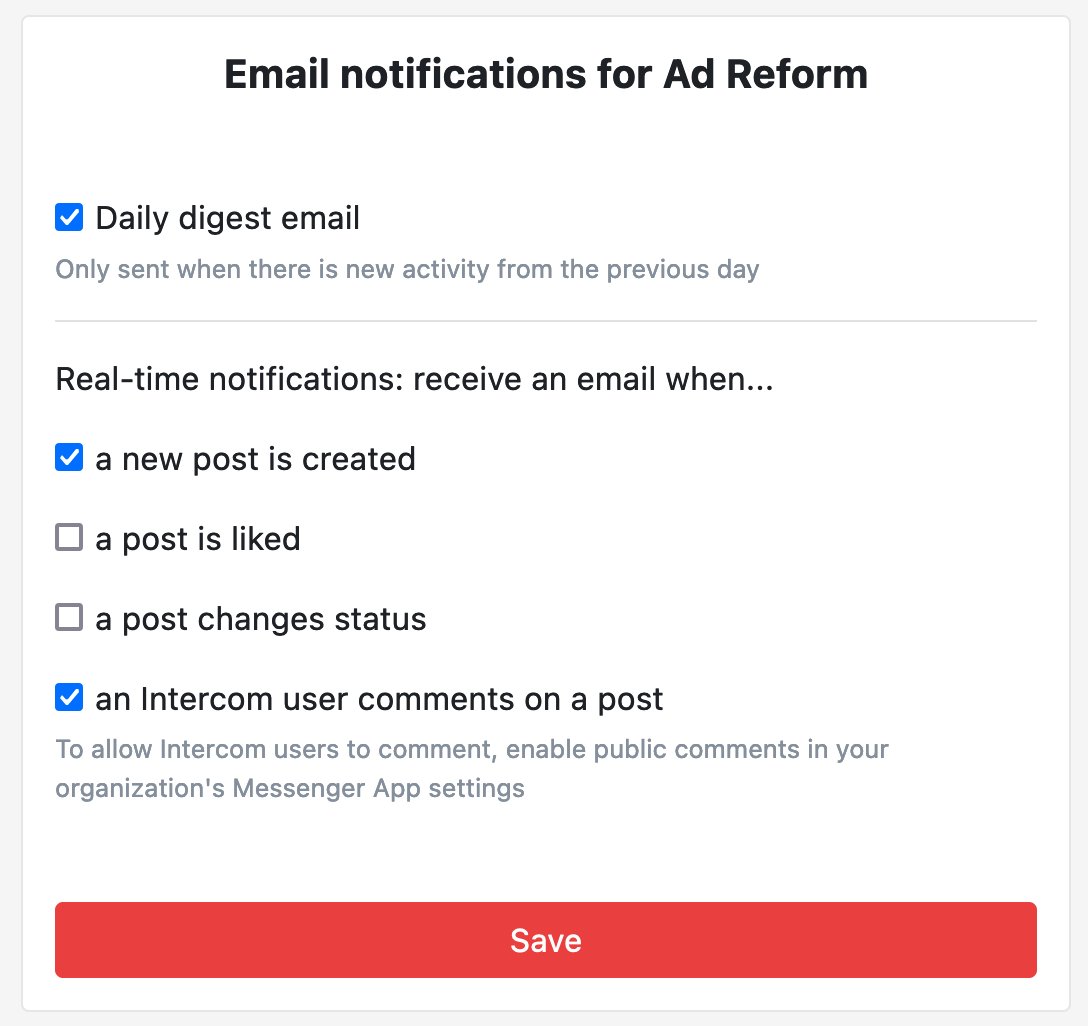 Email notifications for Ad Reform
Daily digest email
Only sent when there is new activity from the previous day
Real-time notifications: receive an email when...
a new post is created
a post is liked
a post changes status
an Intercom user comments on a post
To allow Intercom users to comment, enable public comments in your
organization's Messenger App settings
Save